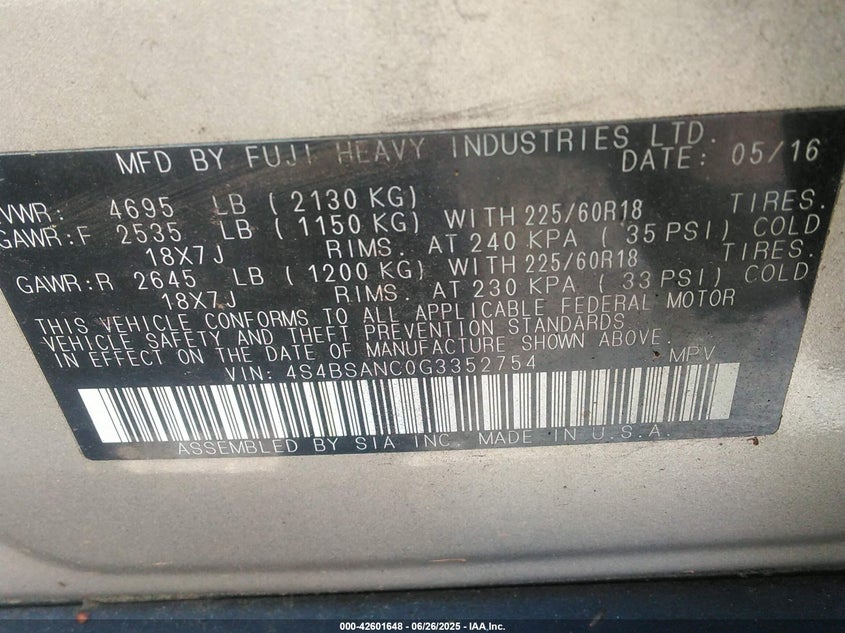 MFD BY FUJI HEAVY INDUSTRIES LTD.
DATE: 05/16
VWR: 4695 LB ( 2130 KG)
GAWR:F 2535 LB ( 1150 KG) WITH 225/60R18 TIRES.
18X7J RIMS. AT 240 KPA ( 35 PSI) COLD
GAWR:R 2645 LB ( 1200 KG) WITH 225/60R18 TIRES.
18X7J RIMS. AT 230 KPA ( 33 PSI) COLD
THIS VEHICLE CONFORMS TO ALL APPLICABLE FEDERAL MOTOR
VEHICLE SAFETY AND THEFT PREVENTION STANDARDS
IN EFFECT ON THE DATE OF MANUFACTURE SHOWN ABOVE.
VIN: 4S4BSANC0G3352754 MPV
ASSEMBLED BY SIA INC. MADE IN U.S.A.
000-42601648 | 06/26/2025 - IAA, Inc.